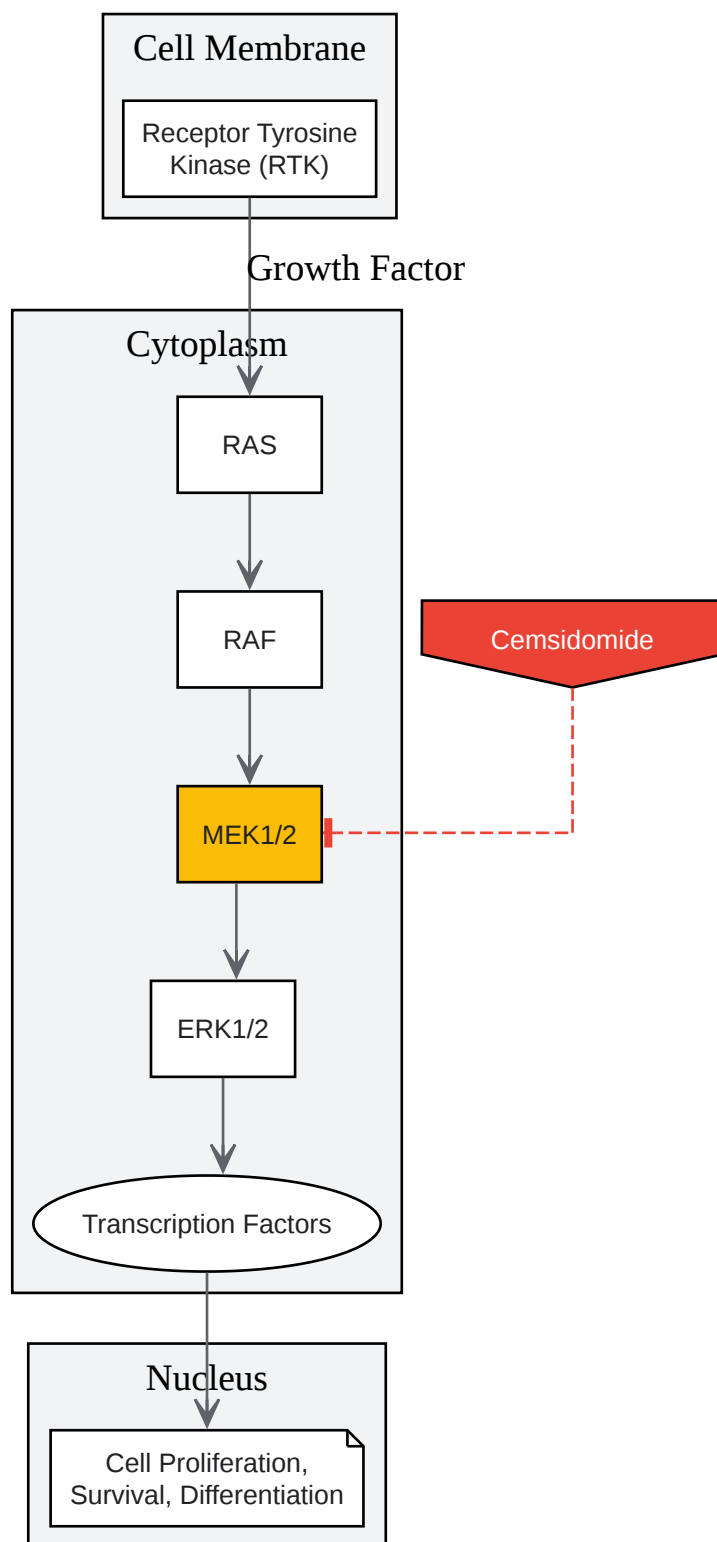 Cell Membrane
Receptor Tyrosine
Kinase (RTK)
Growth Factor
Cytoplasm
RAS
RAF
Cemsidomide
MEK1/2
ERK1/2
Transcription Factors
Nucleus
Cell Proliferation,
Survival, Differentiation